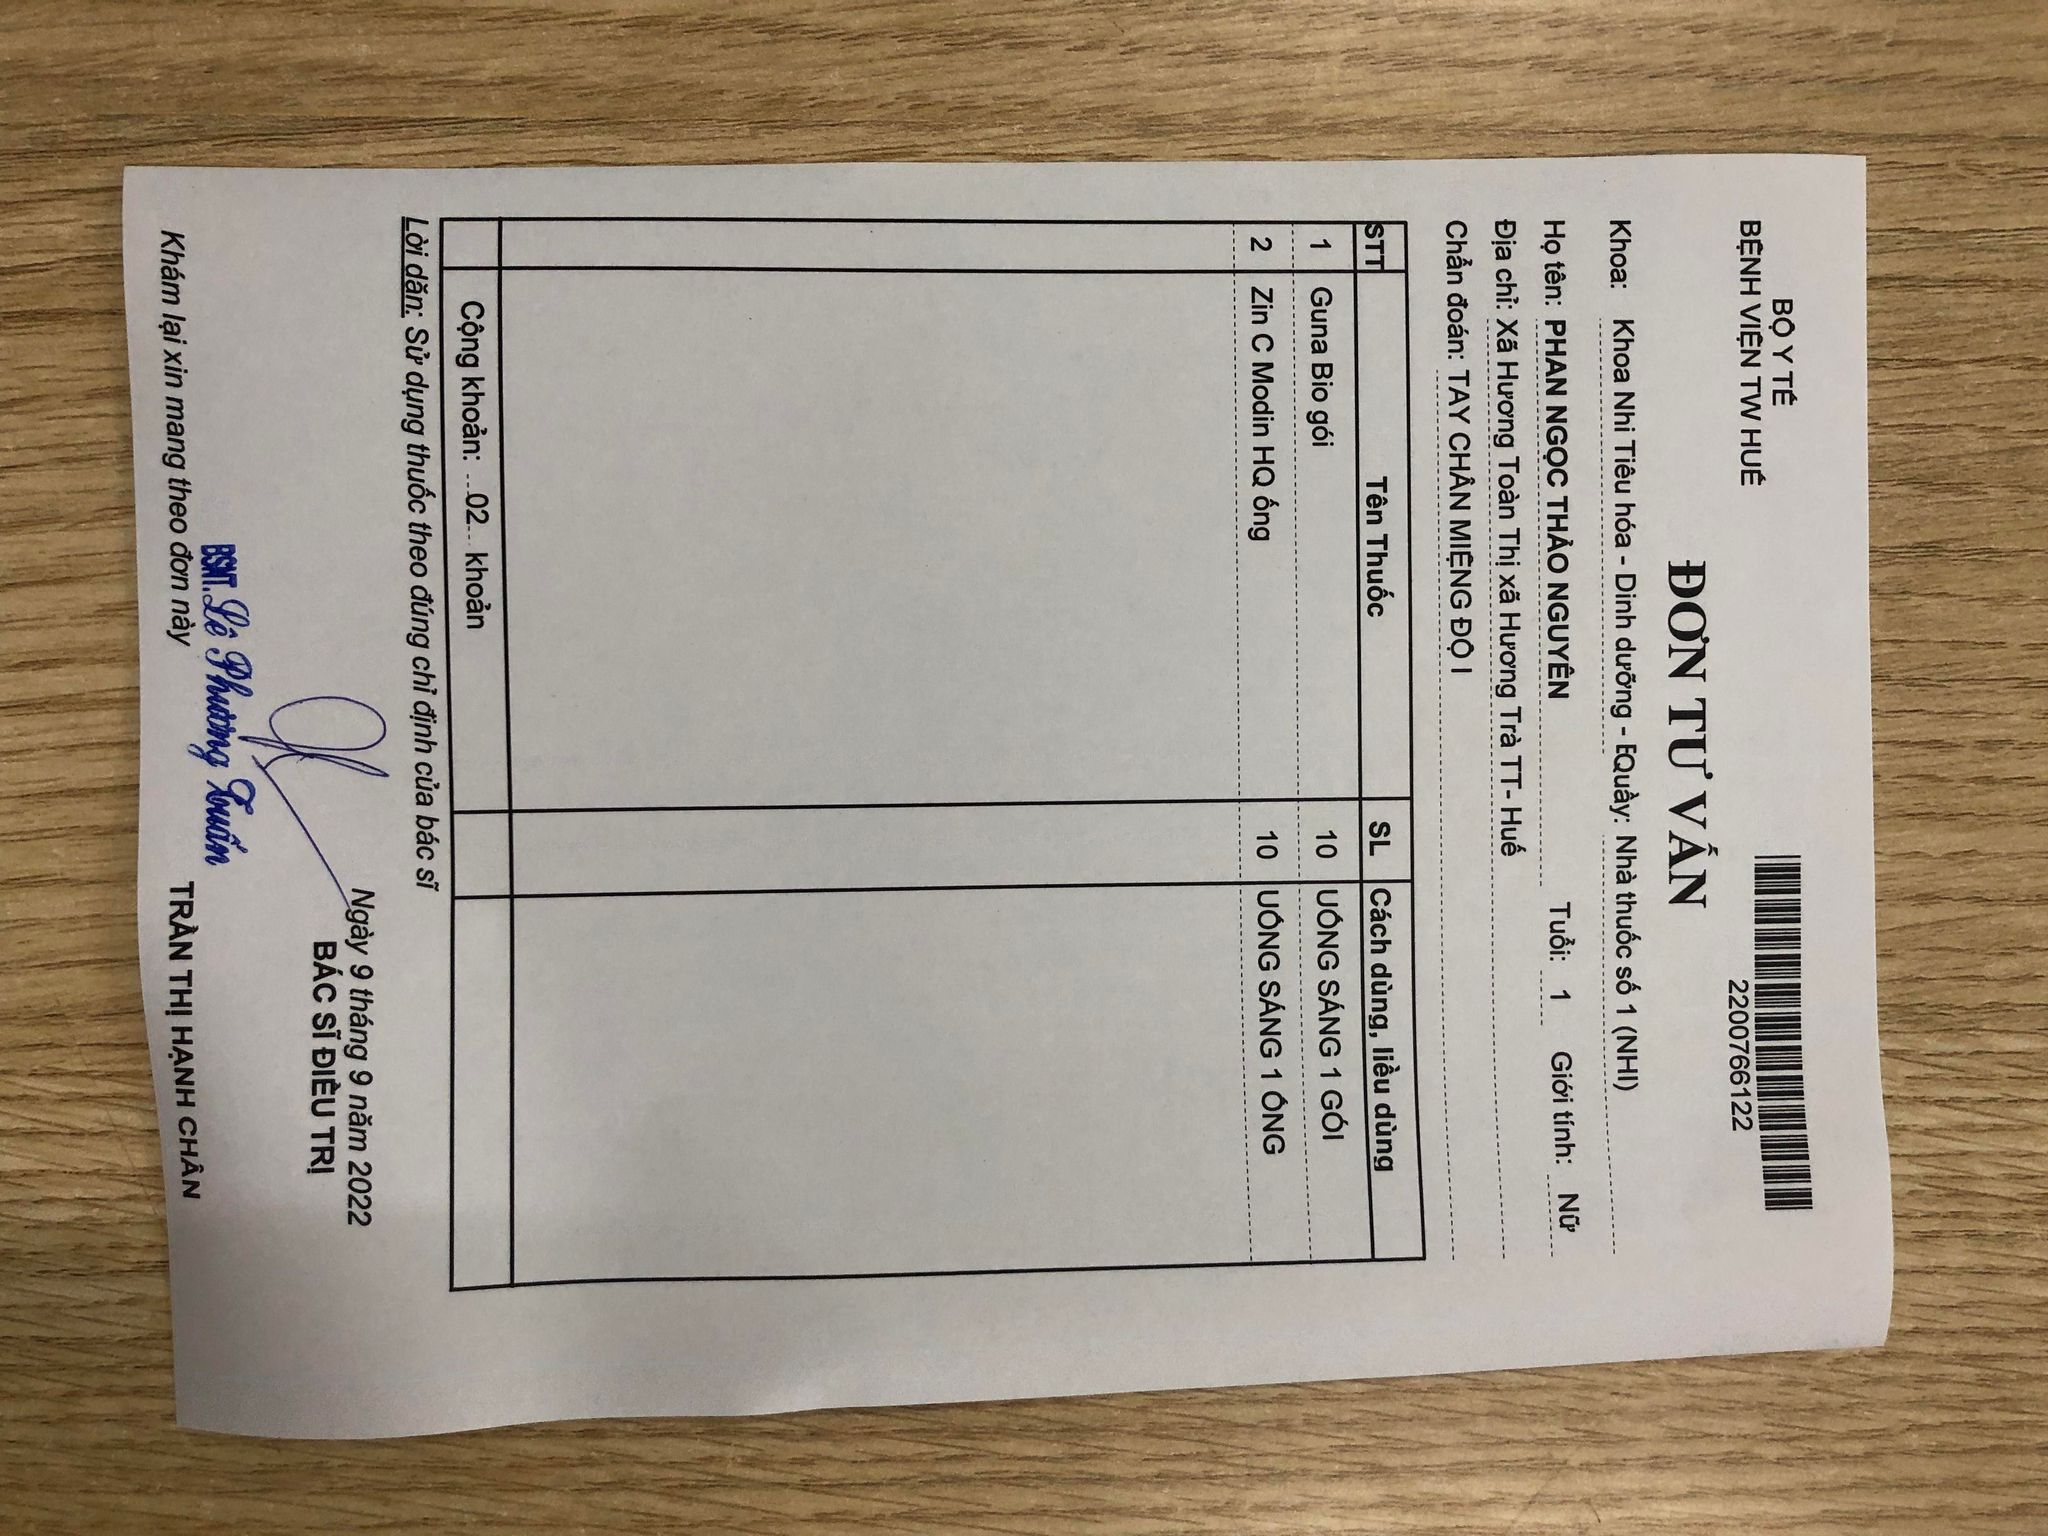 BỘ Y TẾ
BỆNH VIỆN TW HUẾ
2200766122
ĐƠN TƯ VẤN
Khoa: Khoa Nhi Tiêu hóa - Dinh dưỡng - EQuầy: Nhà thuốc số 1 (NHI)
Họ tên: PHAN NGỌC THẢO NGUYÊN Tuổi: 1 Giới tính: Nữ
Địa chỉ: Xã Hương Toàn Thị xã Hương Trà TT- Huế
Chẩn đoán: TAY CHÂN MIỆNG ĐỘ I
STT Tên Thuốc SL Cách dùng, liều dùng
1 Guna Bio gói 10 UỐNG SÁNG 1 GÓI
2 Zin C Modin HQ ống 10 UỐNG SÁNG 1 ỐNG
Cộng khoản: 02 khoản
Lời dặn: Sử dụng thuốc theo đúng chỉ định của bác sĩ
Ngày 9 tháng 9 năm 2022
BÁC SĨ ĐIỀU TRỊ
BSNT. Lê Phương Tuấn
Khám lại xin mang theo đơn này
TRẦN THỊ HẠNH CHÂN